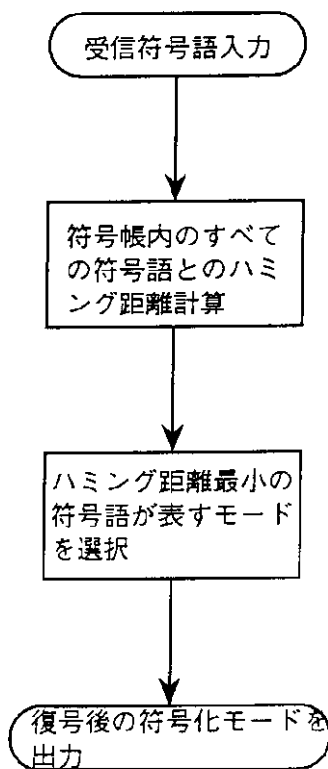 受信符号語入力
符号帳内のすべて
の符号語とのハミ
ング距離計算
ハミング距離最小の
符号語が表すモード
を選択
復号後の符号化モードを
出力